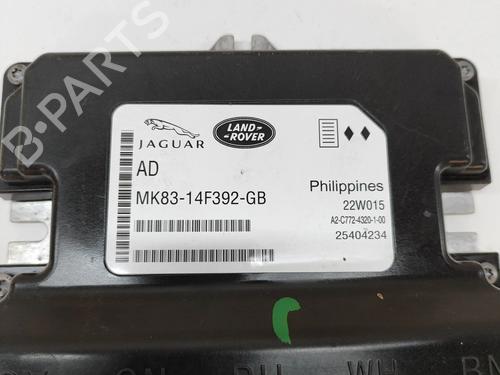 B-PARTS
JAGUAR
LAND-
ROVER
AD
MK83-14F392-GB
Philippines
22W015
A2-C772-4320-1-00
25404234